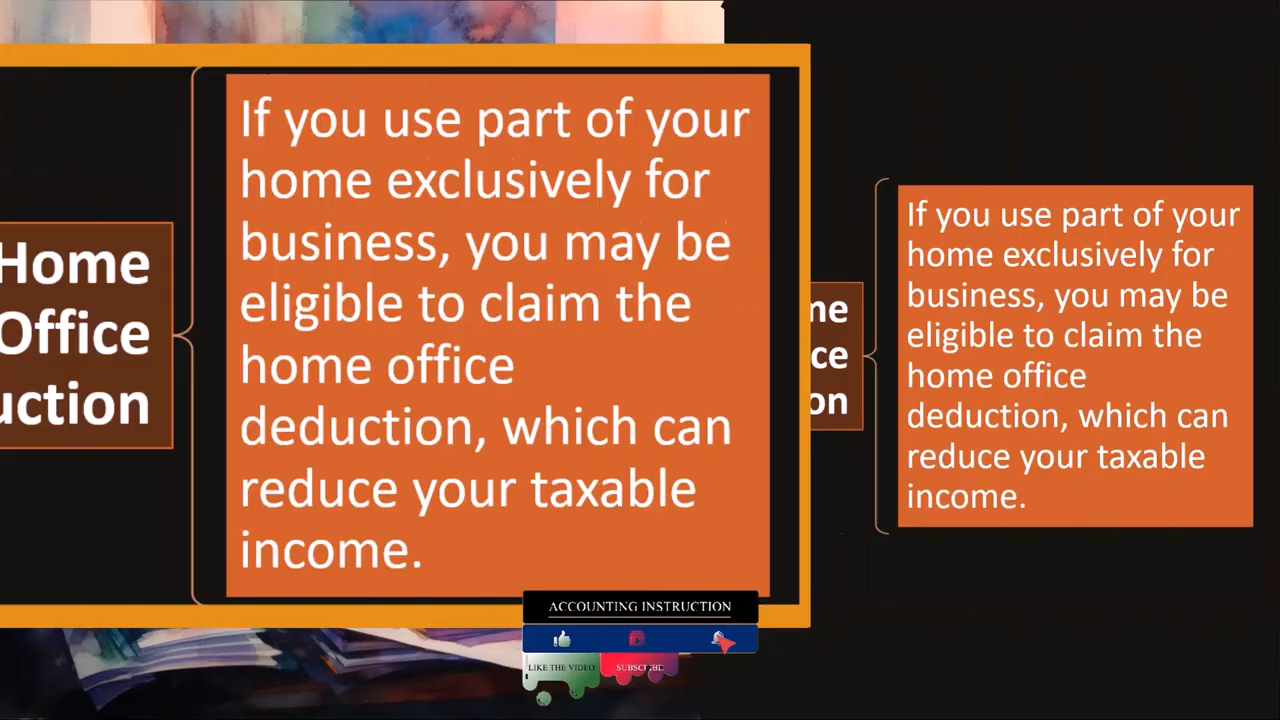 Home
Office
uction
If you use part of your
home exclusively for
business, you may be
eligible to claim the
home office
deduction, which can
reduce your taxable
income.
me
ce
on
If you use part of your
home exclusively for
business, you may be
eligible to claim the
home office
deduction, which can
reduce your taxable
income.
ACCOUNTING INSTRUCTION
LIKE THE VIDEO
SUBSCRIBE